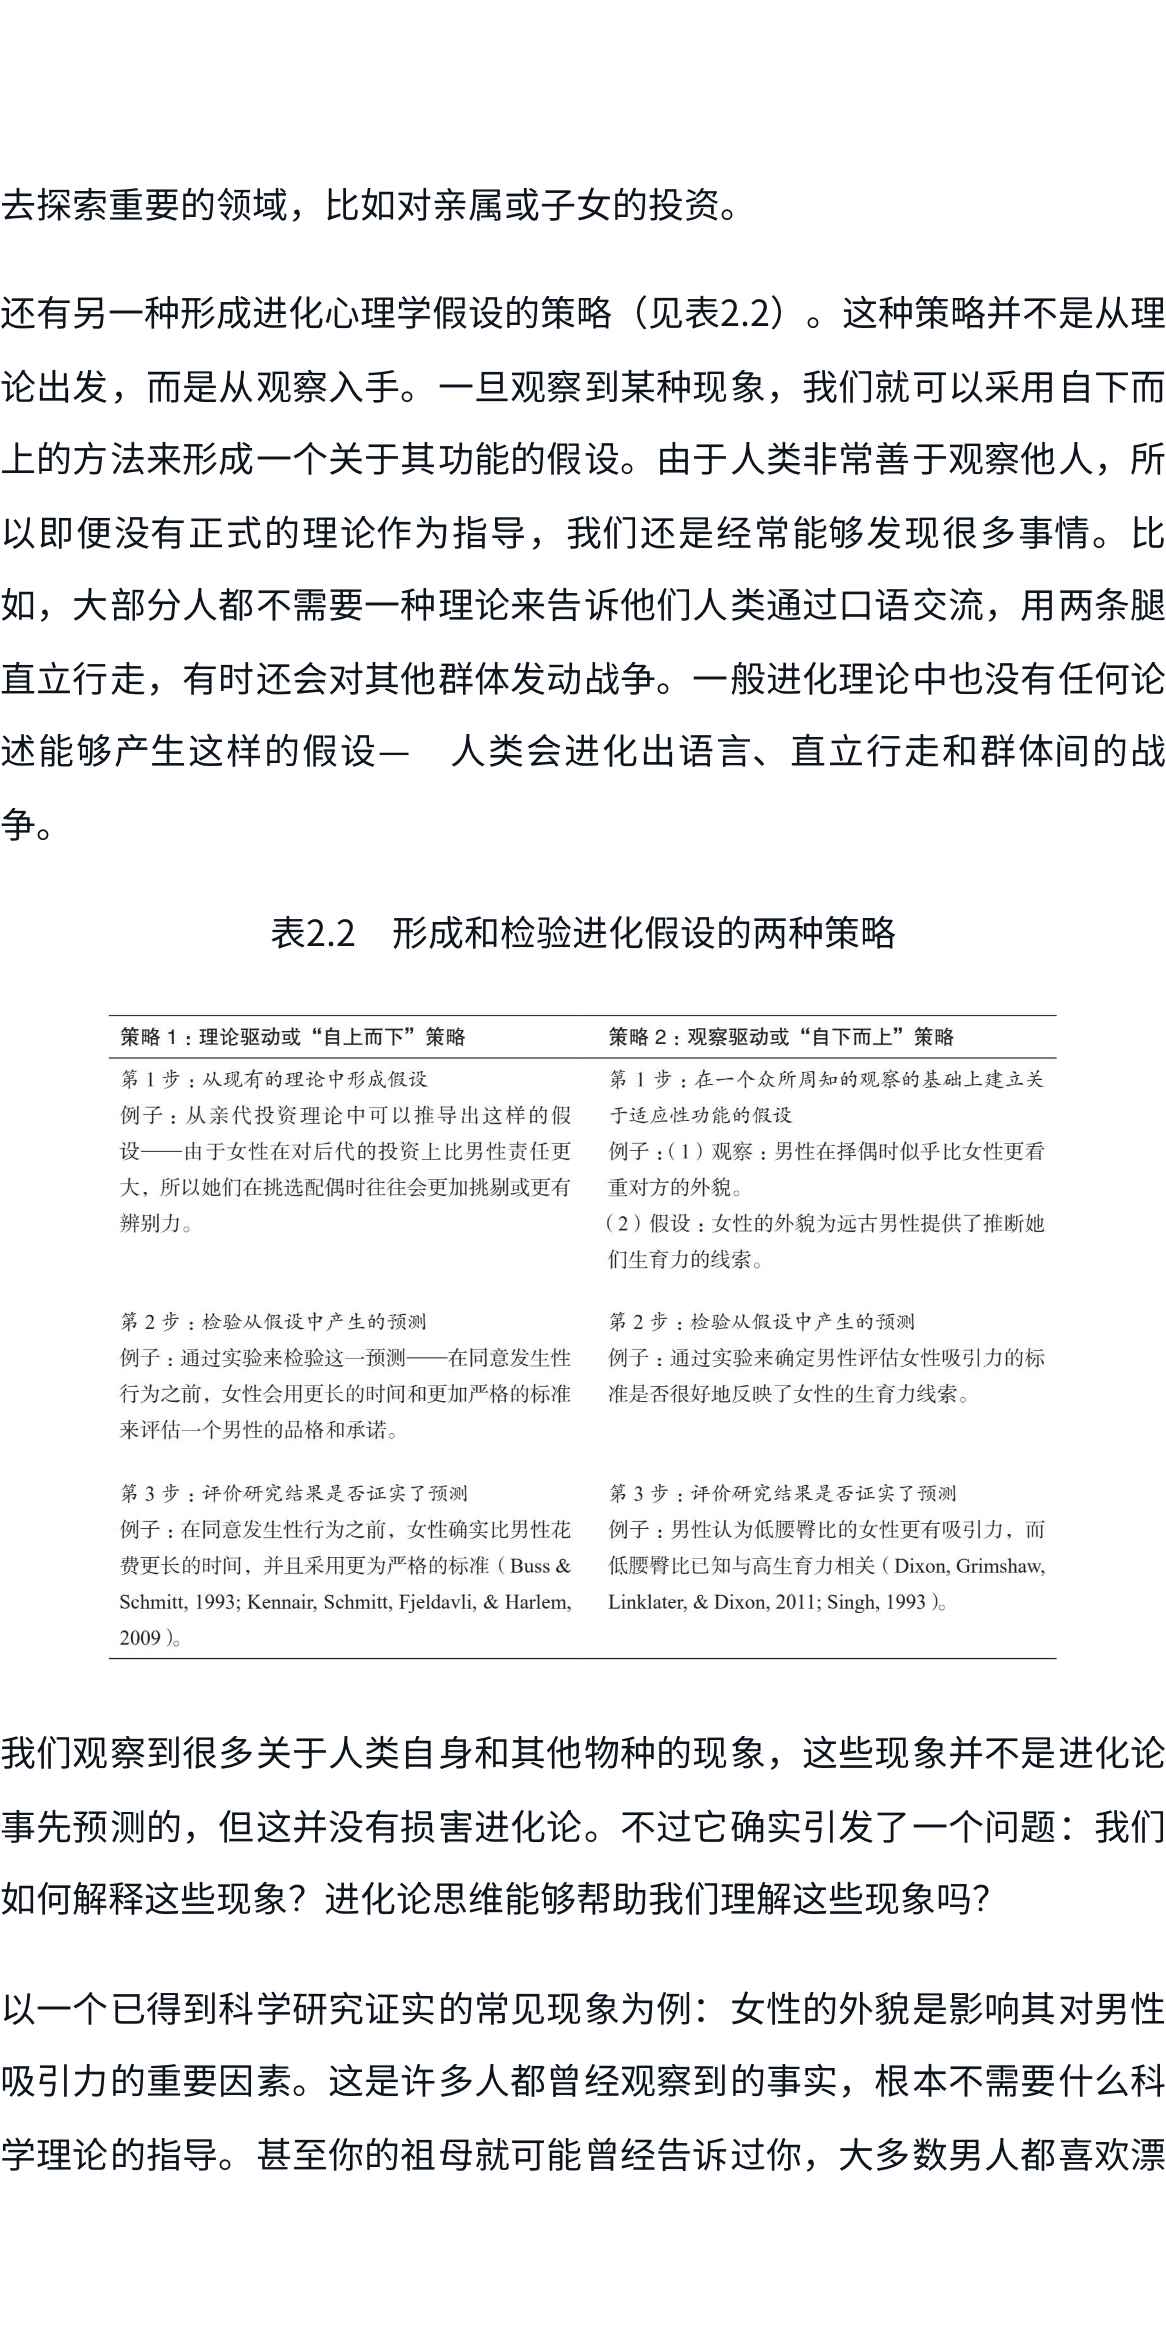 去探索重要的领域，比如对亲属或子女的投资。
还有另一种形成进化心理学假设的策略（见表2.2）。这种策略并不是从理
论出发，而是从观察入手。一旦观察到某种现象，我们就可以采用自下而
上的方法来形成一个关于其功能的假设。由于人类非常善于观察他人，所
以即便没有正式的理论作为指导，我们还是经常能够发现很多事情。比
如，大部分人都不需要一种理论来告诉他们人类通过口语交流，用两条腿
直立行走，有时还会对其他群体发动战争。一般进化理论中也没有任何论
述能够产生这样的假设—　人类会进化出语言、直立行走和群体间的战
争。
表2.2　形成和检验进化假设的两种策略
策略 1：理论驱动或“自上而下”策略
第 1 步：从现有的理论中形成假设
例子：从亲代投资理论中可以推导出这样的假
设——由于女性在对后代的投资上比男性责任更
大，所以她们在挑选配偶时往往会更加挑剔或更有
辨别力。
第 2 步：检验从假设中产生的预测
例子：通过实验来检验这一预测——在同意发生性
行为之前，女性会用更长的时间和更加严格的标准
来评估一个男性的品格和承诺。
第 3 步：评价研究结果是否证实了预测
例子：在同意发生性行为之前，女性确实比男性花
费更长的时间，并且采用更为严格的标准（Buss &
Schmitt, 1993; Kennair, Schmitt, Fjeldavli, & Harlem,
2009）。
策略 2：观察驱动或“自下而上”策略
第 1 步：在一个众所周知的观察的基础上建立关
于适应性功能的假设
例子：（1）观察：男性在择偶时似乎比女性更看
重对方的外貌。
（2）假设：女性的外貌为远古男性提供了推断她
们生育力的线索。
第 2 步：检验从假设中产生的预测
例子：通过实验来确定男性评估女性吸引力的标
准是否很好地反映了女性的生育力线索。
第 3 步：评价研究结果是否证实了预测
例子：男性认为低腰臀比的女性更有吸引力，而
低腰臀比已知与高生育力相关（Dixon, Grimshaw,
Linklater, & Dixon, 2011; Singh, 1993）。
我们观察到很多关于人类自身和其他物种的现象，这些现象并不是进化论
事先预测的，但这并没有损害进化论。不过它确实引发了一个问题：我们
如何解释这些现象？进化论思维能够帮助我们理解这些现象吗？
以一个已得到科学研究证实的常见现象为例：女性的外貌是影响其对男性
吸引力的重要因素。这是许多人都曾经观察到的事实，根本不需要什么科
学理论的指导。甚至你的祖母就可能曾经告诉过你，大多数男人都喜欢漂